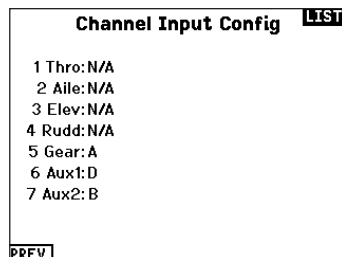 Channel Input Config
LIST
1 Thro: N/A
2 Aile: N/A
3 Elev: N/A
4 Rudd: N/A
5 Gear: A
6 Aux1: D
7 Aux2: B
PREV